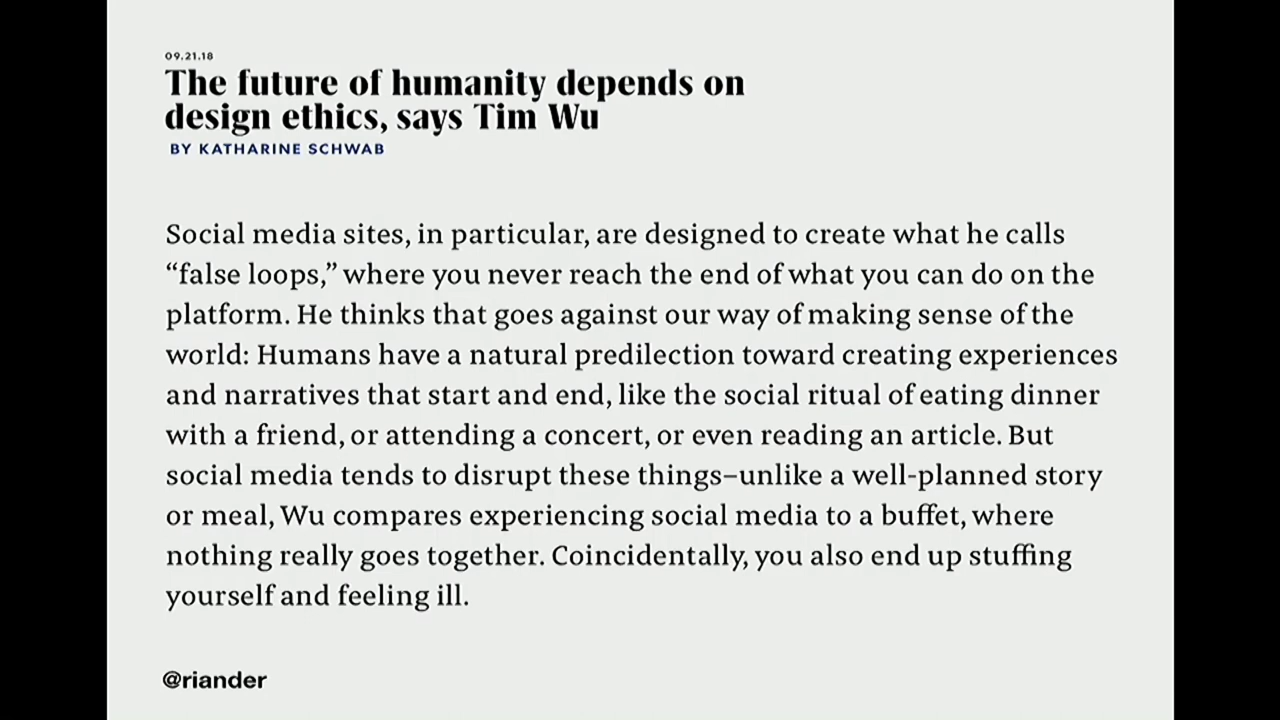 09.21.18
The future of humanity depends on
design ethics, says Tim Wu
BY KATHARINE SCHWAB
Social media sites, in particular, are designed to create what he calls
“false loops,” where you never reach the end of what you can do on the
platform. He thinks that goes against our way of making sense of the
world: Humans have a natural predilection toward creating experiences
and narratives that start and end, like the social ritual of eating dinner
with a friend, or attending a concert, or even reading an article. But
social media tends to disrupt these things–unlike a well-planned story
or meal, Wu compares experiencing social media to a buffet, where
nothing really goes together. Coincidentally, you also end up stuffing
yourself and feeling ill.
@riander